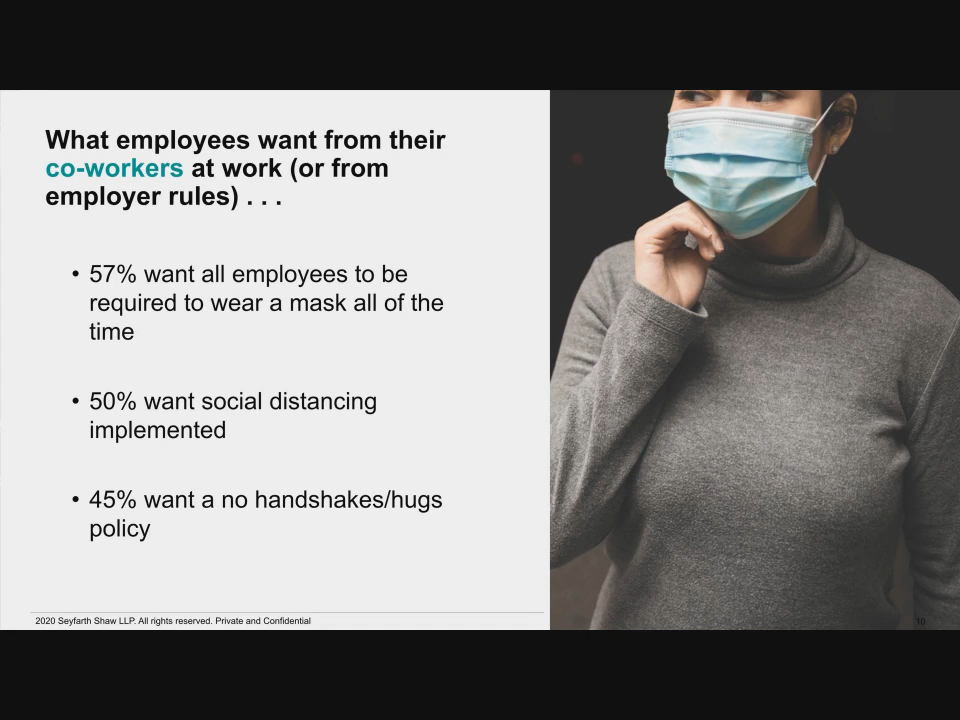 What employees want from their
co-workers at work (or from
employer rules) . . .
• 57% want all employees to be
required to wear a mask all of the
time
• 50% want social distancing
implemented
• 45% want a no handshakes/hugs
policy
2020 Seyfarth Shaw LLP. All rights reserved. Private and Confidential
10